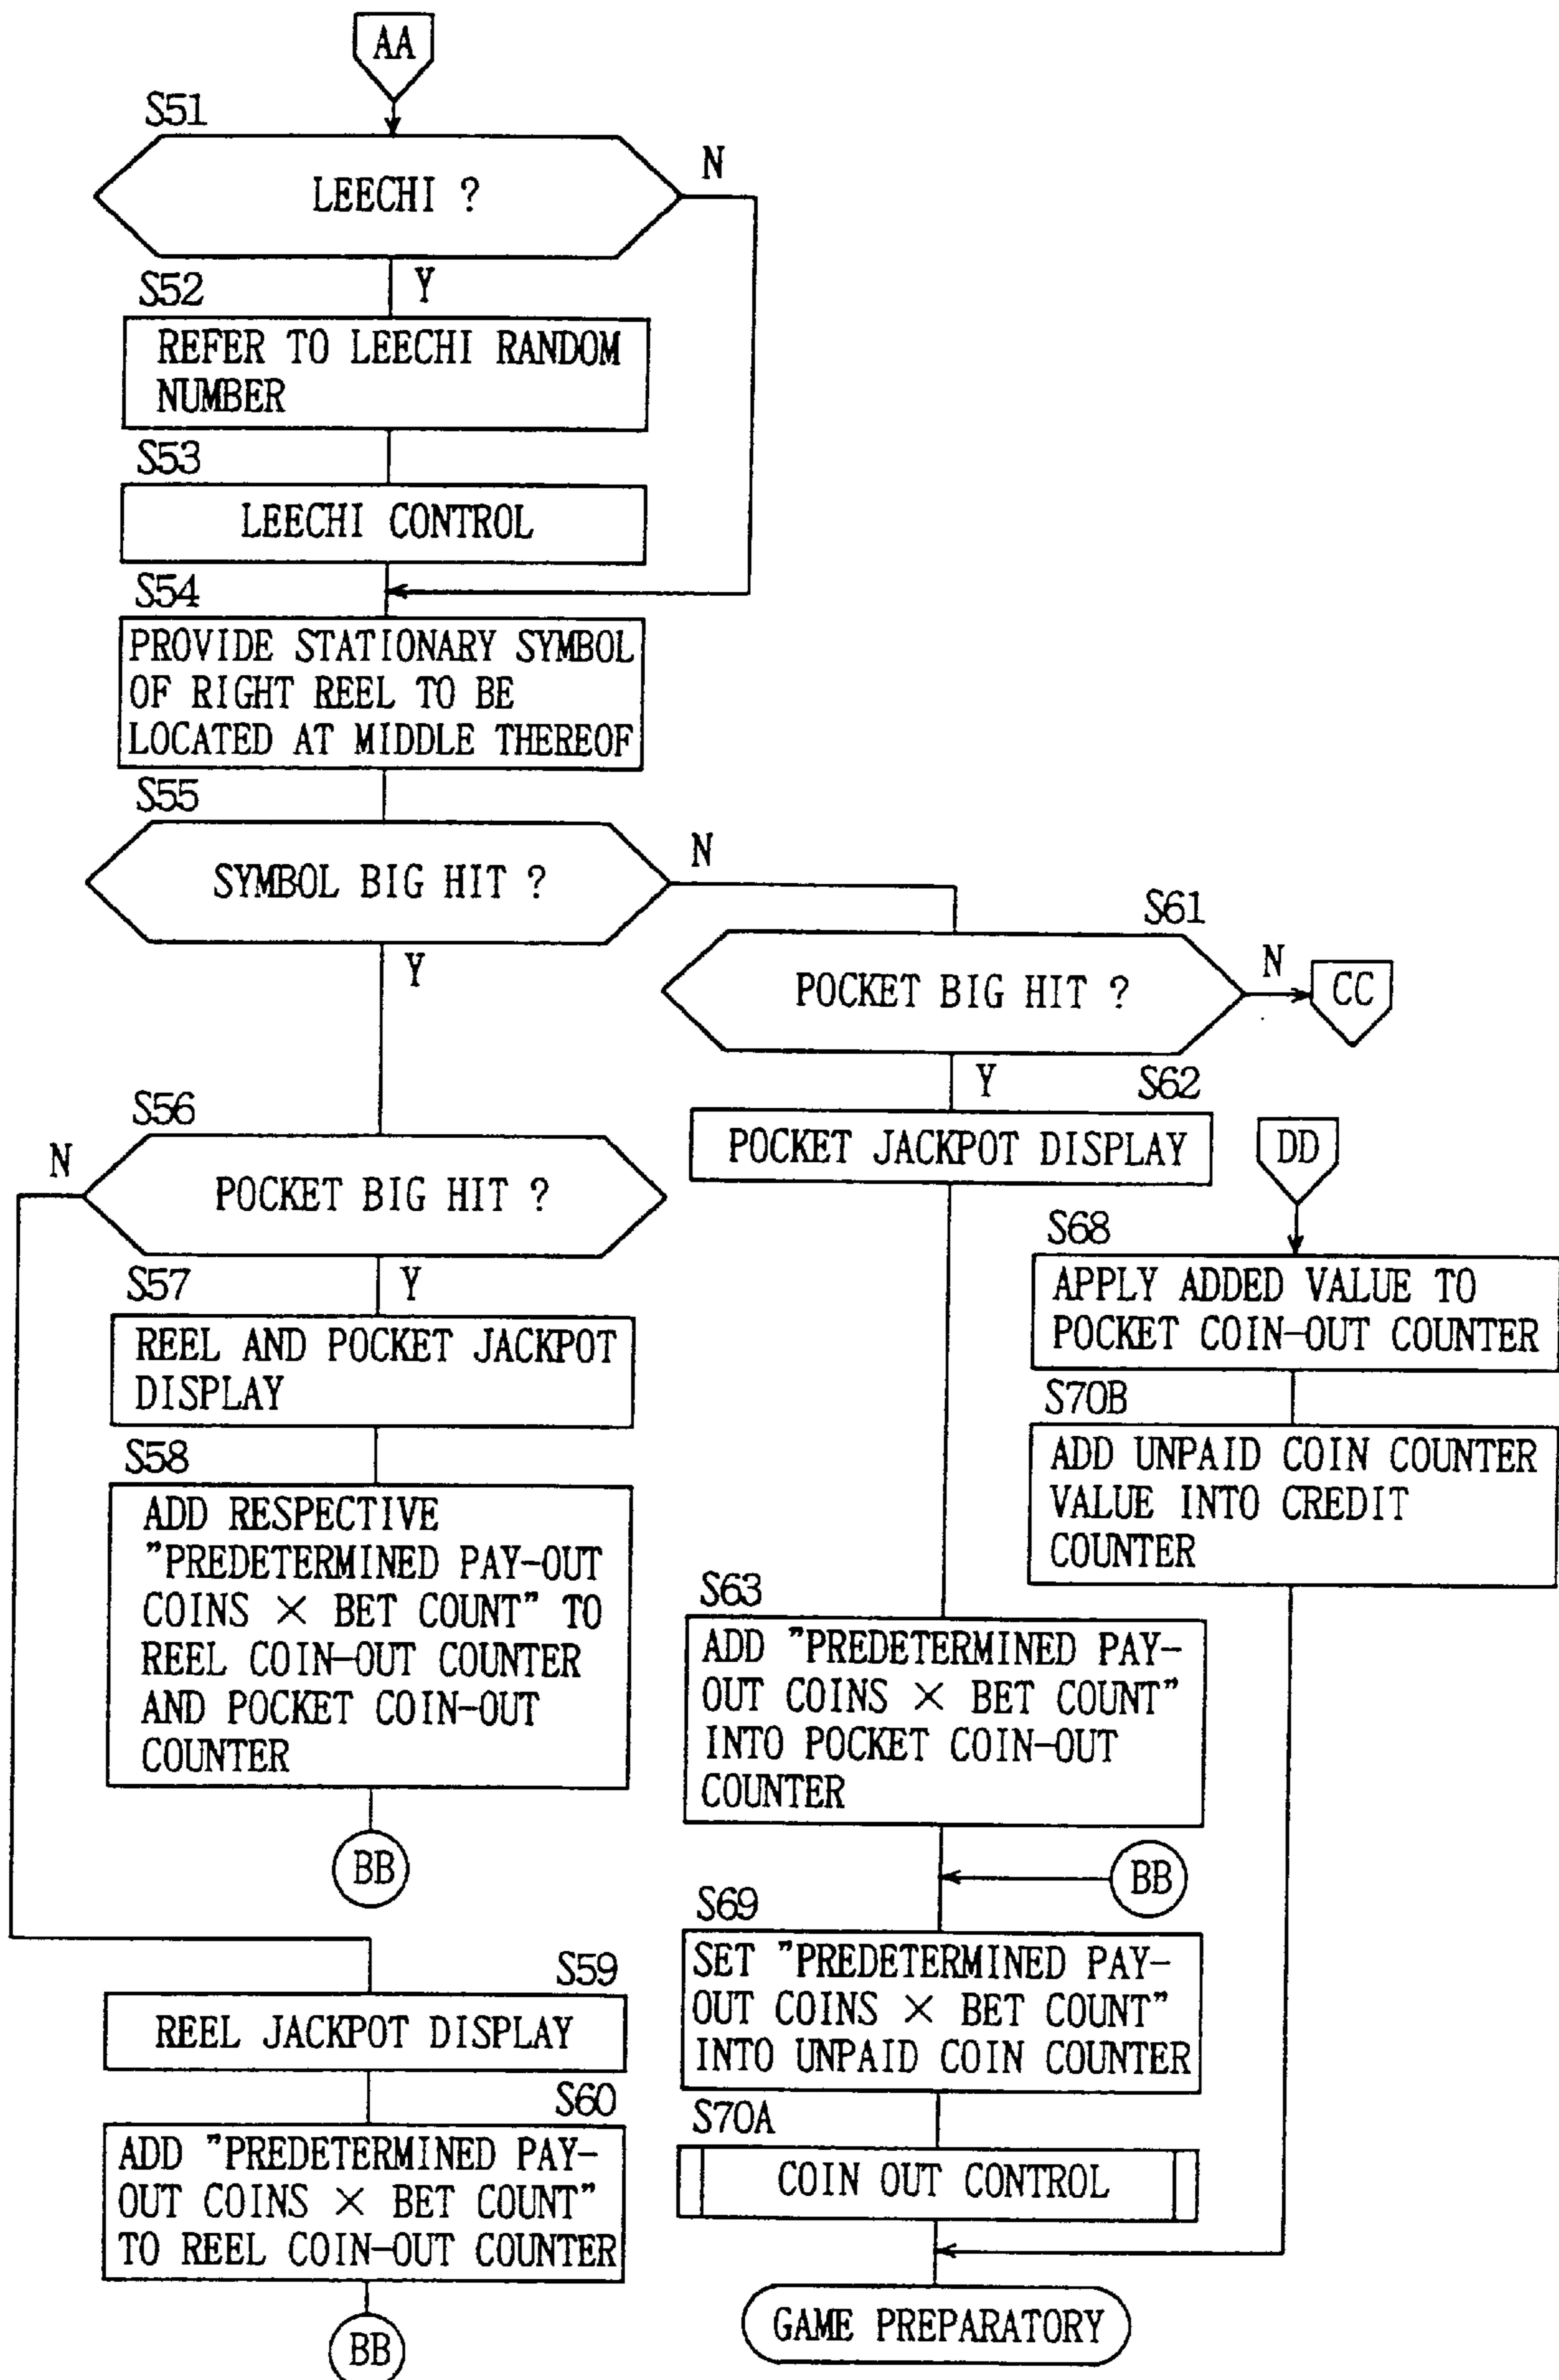 AA
S51
LEECHI ?
N
Y
S52
REFER TO LEECHI RANDOM
NUMBER
S53
LEECHI CONTROL
S54
PROVIDE STATIONARY SYMBOL
OF RIGHT REEL TO BE
LOCATED AT MIDDLE THEREOF
S55
SYMBOL BIG HIT ?
N
Y
S61
POCKET BIG HIT ?
N
CC
Y
S62
POCKET JACKPOT DISPLAY
S56
N
POCKET BIG HIT ?
Y
S57
REEL AND POCKET JACKPOT
DISPLAY
S58
ADD RESPECTIVE
"PREDETERMINED PAY-OUT
COINS × BET COUNT" TO
REEL COIN-OUT COUNTER
AND POCKET COIN-OUT
COUNTER
BB
S59
REEL JACKPOT DISPLAY
S60
ADD "PREDETERMINED PAY-
OUT COINS × BET COUNT"
TO REEL COIN-OUT COUNTER
BB
DD
S68
APPLY ADDED VALUE TO
POCKET COIN-OUT COUNTER
S70B
ADD UNPAID COIN COUNTER
VALUE INTO CREDIT
COUNTER
S63
ADD "PREDETERMINED PAY-
OUT COINS × BET COUNT"
INTO POCKET COIN-OUT
COUNTER
BB
S69
SET "PREDETERMINED PAY-
OUT COINS × BET COUNT"
INTO UNPAID COIN COUNTER
S70A
COIN OUT CONTROL
GAME PREPARATORY